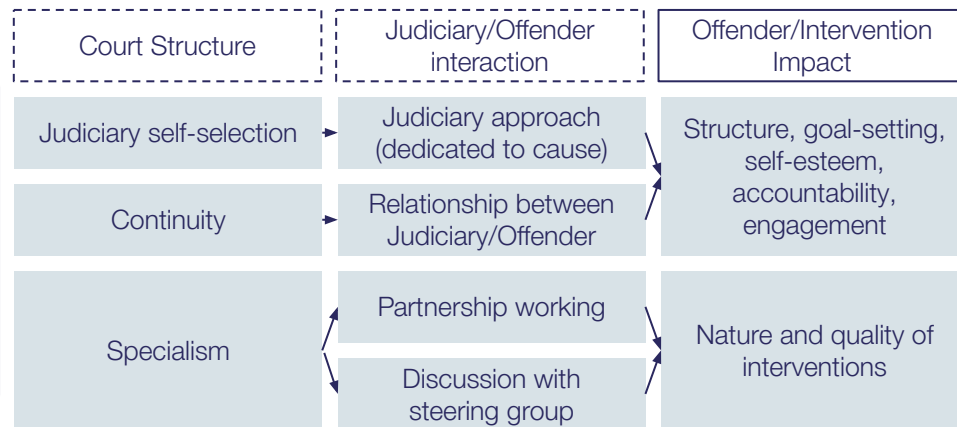 Court Structure
Judiciary/Offender
interaction
Offender/Intervention
Impact
Judiciary self-selection
Judiciary approach
(dedicated to cause)
Structure, goal-setting,
self-esteem,
accountability,
engagement
Continuity
Relationship between
Judiciary/Offender
Specialism
Partnership working
Discussion with
steering group
Nature and quality of
interventions